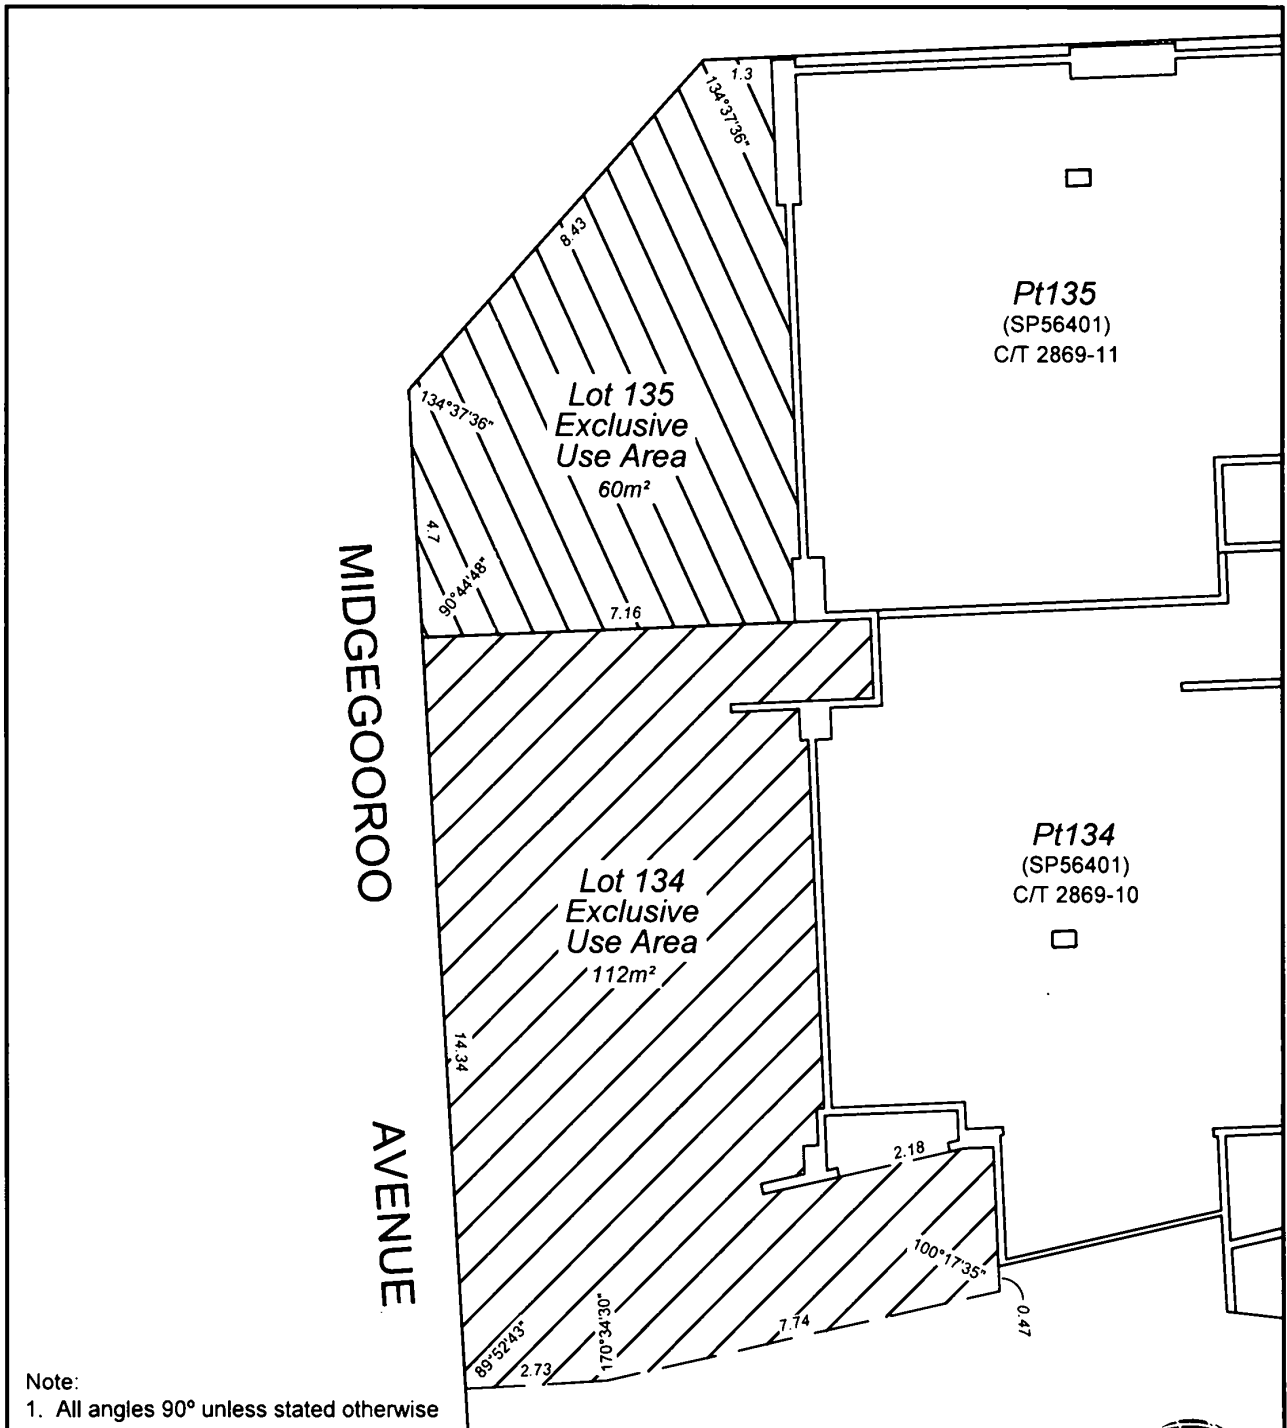 1.3
134°37'36"
8.43
Pt135
(SP56401)
C/T 2869-11
Lot 135
Exclusive
Use Area
60m²
134°37'36"
4.7
90°44'48"
7.16
MIDGEGOOROO
AVENUE
Pt134
(SP56401)
C/T 2869-10
Lot 134
Exclusive
Use Area
112m²
14.34
2.18
100°17'35"
0.47
7.74
170°34'30"
89°52'43"
2.73
Note:
1. All angles 90º unless stated otherwise